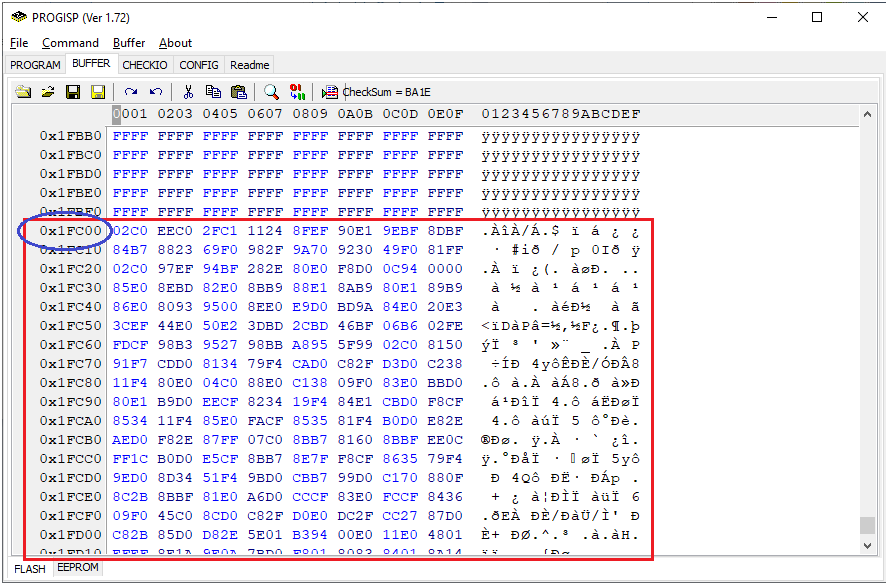 PROGISP (Ver 1.72)
File Command Buffer About
PROGRAM BUFFER CHECKIO CONFIG Readme
CheckSum = BA1E
0001 0203 0405 0607 0809 0A0B 0C0D 0E0F 0123456789ABCDEF
0x1FBB0 FFFF FFFF FFFF FFFF FFFF FFFF FFFF FFFF ÿÿÿÿÿÿÿÿÿÿÿÿÿÿÿÿ
0x1FBC0 FFFF FFFF FFFF FFFF FFFF FFFF FFFF FFFF ÿÿÿÿÿÿÿÿÿÿÿÿÿÿÿÿ
0x1FBD0 FFFF FFFF FFFF FFFF FFFF FFFF FFFF FFFF ÿÿÿÿÿÿÿÿÿÿÿÿÿÿÿÿ
0x1FBE0 FFFF FFFF FFFF FFFF FFFF FFFF FFFF FFFF ÿÿÿÿÿÿÿÿÿÿÿÿÿÿÿÿ
0x1FBF0 FFFF FFFF FFFF FFFF FFFF FFFF FFFF FFFF ÿÿÿÿÿÿÿÿÿÿÿÿÿÿÿÿ
0x1FC00 02C0 EEC0 2FC1 1124 8FEF 90E1 9EBF 8DBF .ÀîÀ/Á.$ ï á¿ ¿
0x1FC10 84B7 8823 69F0 982F 9A70 9230 49F0 81FF · #ið / p 0Ið ÿ
0x1FC20 02C0 97EF 94BF 282E 80E0 F8D0 0C94 0000 .À ï ¿(. àøÐ. ..
0x1FC30 85E0 8EBD 82E0 8BB9 88E1 8AB9 80E1 89B9 à ½ à ¹ á ¹ á ¹
0x1FC40 86E0 8093 9500 8EE0 E9D0 BD9A 84E0 20E3 à . àéÐ½ à ã
0x1FC50 3CEF 44E0 50E2 3DBD 2CBD 46BF 06B6 02FE <ïDàPâ=½,½F¿.¶.þ
0x1FC60 FDCF 98B3 9527 98BB A895 5F99 02C0 8150 ýÏ ³ ' »¨ _ .À P
0x1FC70 91F7 CDD0 8134 79F4 CAD0 C82F D3D0 C238 ÷ÍÐ 4yôÊÐÈ/ÓÐÂ8
0x1FC80 11F4 80E0 04C0 88E0 C138 09F0 83E0 BBD0 .ô à.À àÁ8.ð à»Ð
0x1FC90 80E1 B9D0 EECF 8234 19F4 84E1 CBD0 F8CF á¹ÐîÏ 4.ô áËÐøÏ
0x1FCA0 8534 11F4 85E0 FACF 8535 81F4 B0D0 E82E 4.ô àúÏ 5 ô°Ðè.
0x1FCB0 AED0 F82E 87FF 07C0 8BB7 8160 8BBF EE0C ®Ðø. ÿ.À · ` ¿î.
0x1FCC0 FF1C B0D0 E5CF 8BB7 8E7F F8CF 8635 79F4 ÿ.°ÐåÏ · øÏ 5yô
0x1FCD0 9ED0 8D34 51F4 9BD0 CBB7 99D0 C170 880F Ð 4Qô ÐË· ÐÁp .
0x1FCE0 8C2B 8BBF 81E0 A6D0 CCCF 83E0 FCCF 8436 + ¿ à¦ÐÌÏ àüÏ 6
0x1FCF0 09F0 45C0 8CD0 C82F D0E0 DC2F CC27 87D0 .ðEÀ ÐÈ/ÐàÜ/Ì' Ð
0x1FD00 C82B 85D0 D82E 5E01 B394 00E0 11E0 4801 È+ ÐØ.^.³ .à.àH.
0x1FD10
FLASH EEPROM